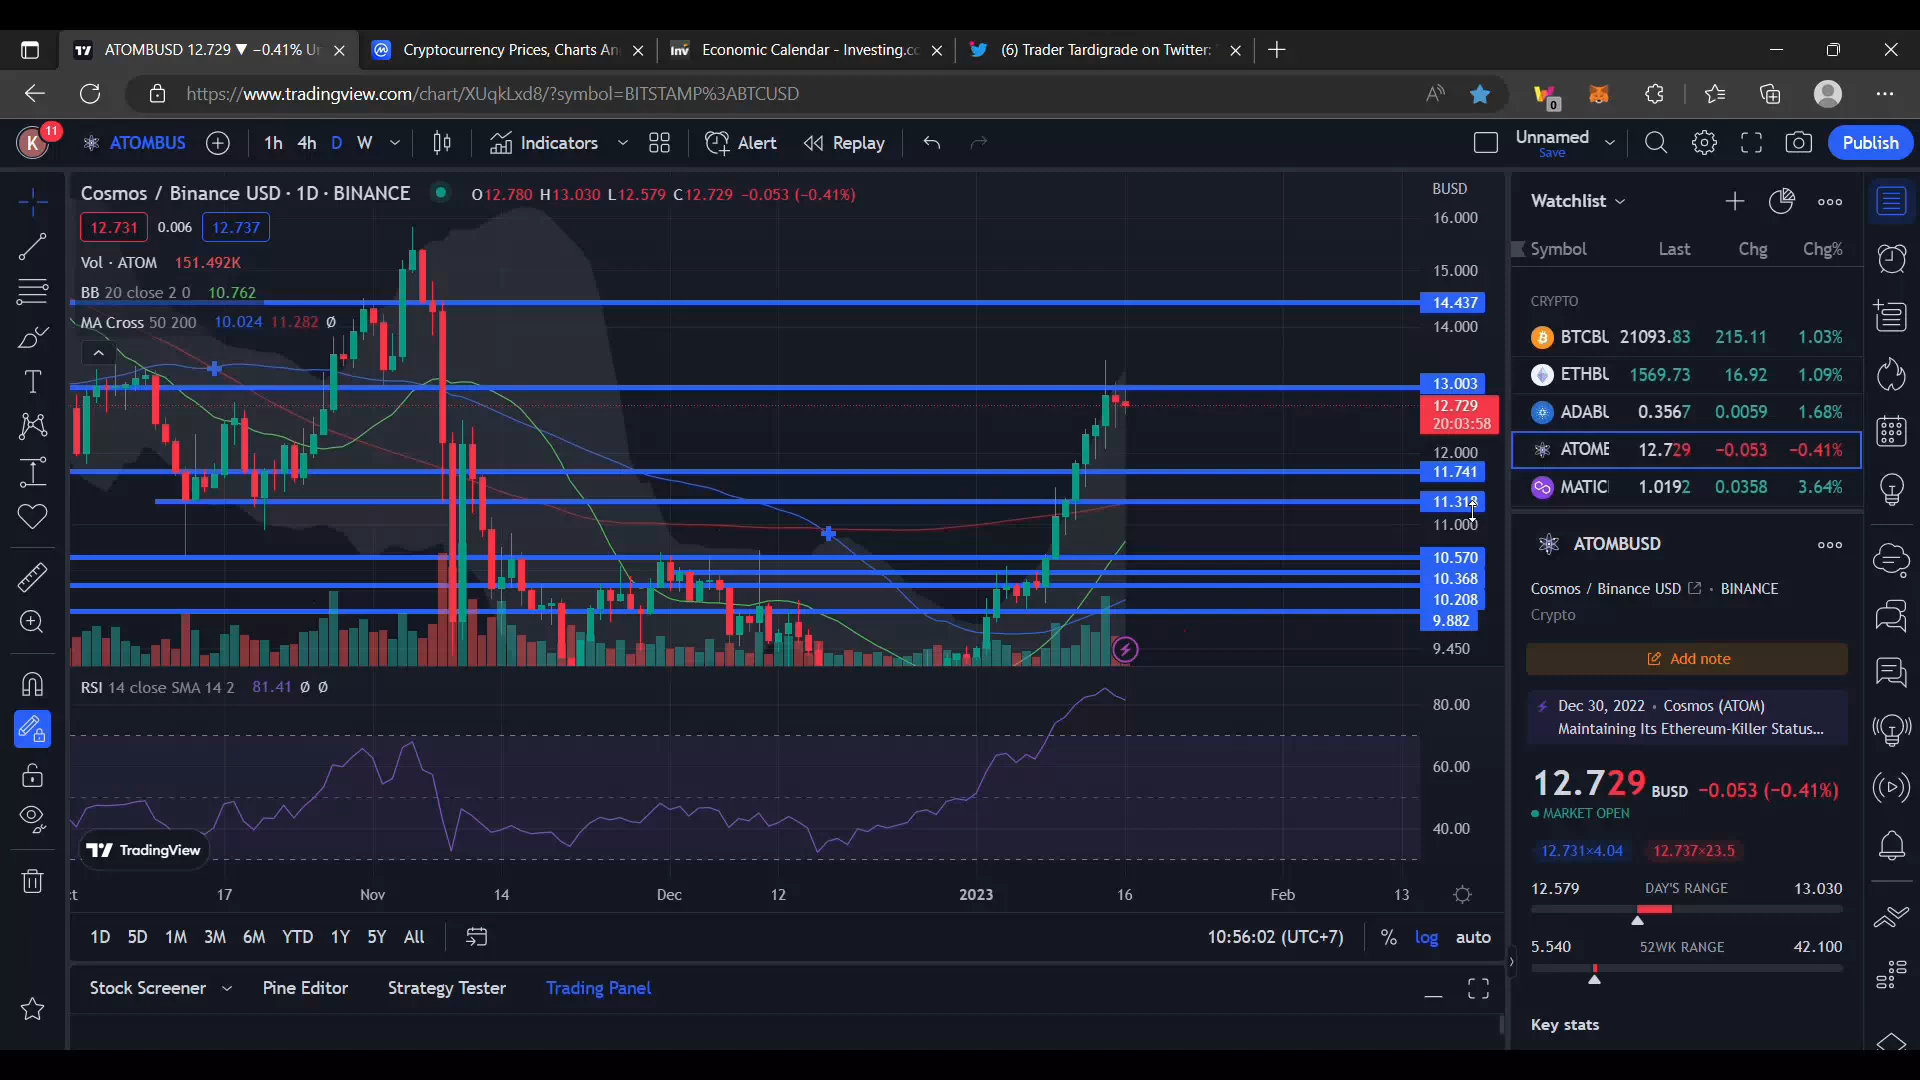 ATOMBUSD 12.729 ▼ −0.41% Un
Cryptocurrency Prices, Charts An
Inv Economic Calendar - Investing.co
(6) Trader Tardigrade on Twitter:
https://www.tradingview.com/chart/XUqkLxd8/?symbol=BITSTAMP%3ABTCUSD
0
K 11 ATOMBUS 1h 4h D W Indicators Alert Replay Unnamed Save Publish
Cosmos / Binance USD · 1D · BINANCE O12.780 H13.030 L12.579 C12.729 −0.053 (−0.41%)
12.731 0.006 12.737
Vol · ATOM 151.492K
BB 20 close 2 0 10.762
MA Cross 50 200 10.024 11.282 Ø
BUSD
16.000
15.000
14.437
14.000
13.003
12.729
20:03:58
12.000
11.741
11.318
11.000
10.570
10.368
10.208
9.882
9.450
RSI 14 close SMA 14 2 81.41 Ø Ø
80.00
60.00
40.00
TradingView
17 Nov 14 Dec 12 2023 16 Feb 13
1D 5D 1M 3M 6M YTD 1Y 5Y All 10:56:02 (UTC+7) % log auto
Stock Screener Pine Editor Strategy Tester Trading Panel
Watchlist
Symbol Last Chg Chg%
CRYPTO
BTCBU 21093.83 215.11 1.03%
ETHBU 1569.73 16.92 1.09%
ADABU 0.3567 0.0059 1.68%
ATOMB 12.729 −0.053 −0.41%
MATIC 1.0192 0.0358 3.64%
ATOMBUSD
Cosmos / Binance USD · BINANCE
Crypto
Add note
Dec 30, 2022 · Cosmos (ATOM)
Maintaining Its Ethereum-Killer Status...
12.729 BUSD −0.053 (−0.41%)
MARKET OPEN
12.731×4.04 12.737×23.5
12.579 DAY'S RANGE 13.030
5.540 52WK RANGE 42.100
Key stats